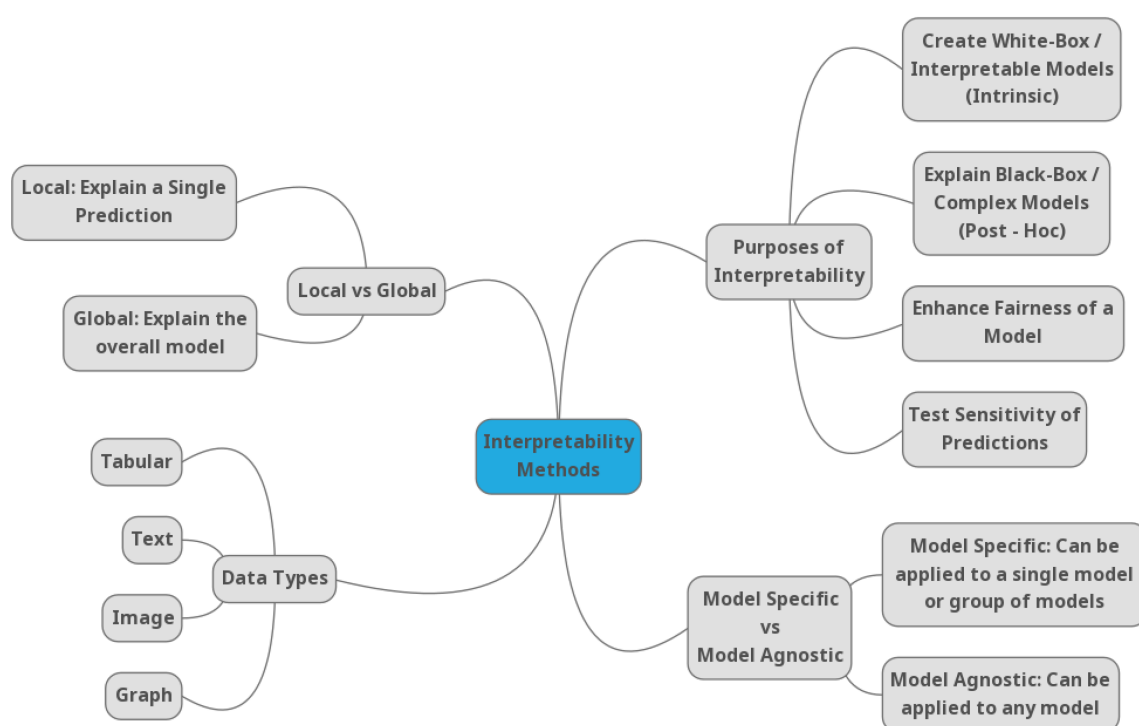 Create White-Box /
Interpretable Models
(Intrinsic)
Local: Explain a Single
Prediction
Explain Black-Box /
Complex Models
(Post - Hoc)
Purposes of
Interpretability
Local vs Global
Global: Explain the
overall model
Enhance Fairness of a
Model
Test Sensitivity of
Predictions
Interpretability
Methods
Tabular
Text
Data Types
Image
Graph
Model Specific
vs
Model Agnostic
Model Specific: Can be
applied to a single model
or group of models
Model Agnostic: Can be
applied to any model